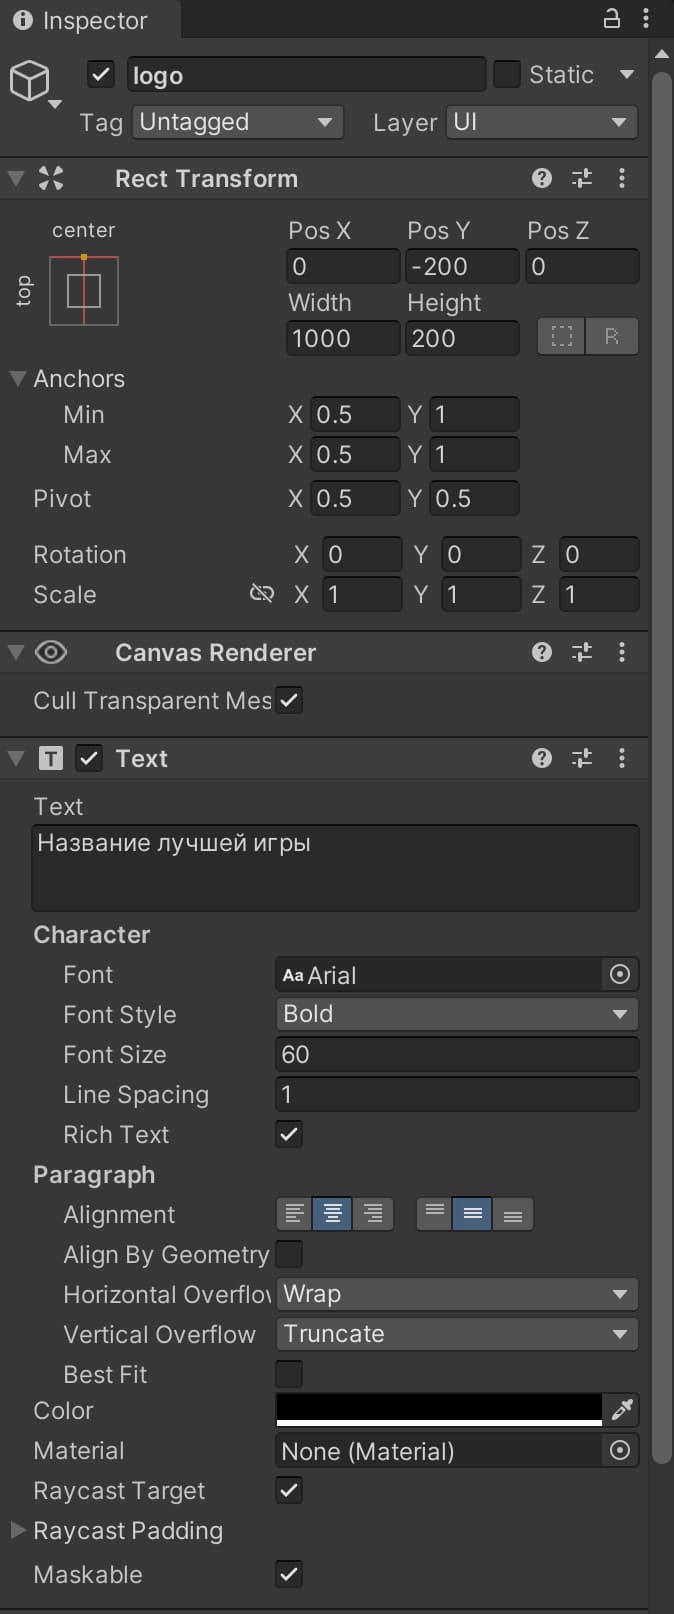 Inspector
logo
Static
Tag Untagged Layer UI
Rect Transform
center
top
Pos X Pos Y Pos Z
0 -200 0
Width Height
1000 200
R
Anchors
Min X 0.5 Y 1
Max X 0.5 Y 1
Pivot X 0.5 Y 0.5
Rotation X 0 Y 0 Z 0
Scale X 1 Y 1 Z 1
Canvas Renderer
Cull Transparent Mes
Text
Text
Название лучшей игры
Character
Font Aa Arial
Font Style Bold
Font Size 60
Line Spacing 1
Rich Text
Paragraph
Alignment
Align By Geometry
Horizontal Overflow Wrap
Vertical Overflow Truncate
Best Fit
Color
Material None (Material)
Raycast Target
Raycast Padding
Maskable